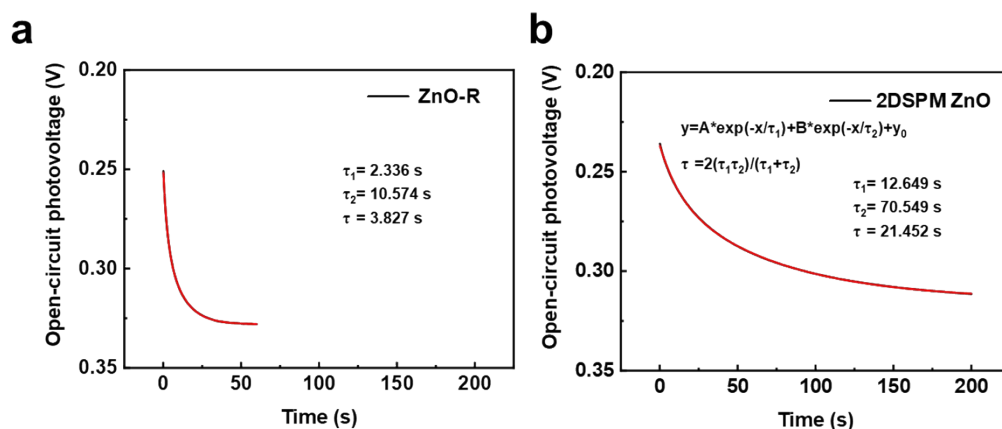 a
Open-circuit photovoltage (V)
0.20
0.25
0.30
0.35
ZnO-R
τ₁= 2.336 s
τ₂= 10.574 s
τ = 3.827 s
0
50
100
150
200
Time (s)
b
Open-circuit photovoltage (V)
0.20
0.25
0.30
0.35
2DSPM ZnO
y=A*exp(-x/τ₁)+B*exp(-x/τ₂)+y₀
τ =2(τ₁τ₂)/(τ₁+τ₂)
τ₁= 12.649 s
τ₂= 70.549 s
τ = 21.452 s
0
50
100
150
200
Time (s)